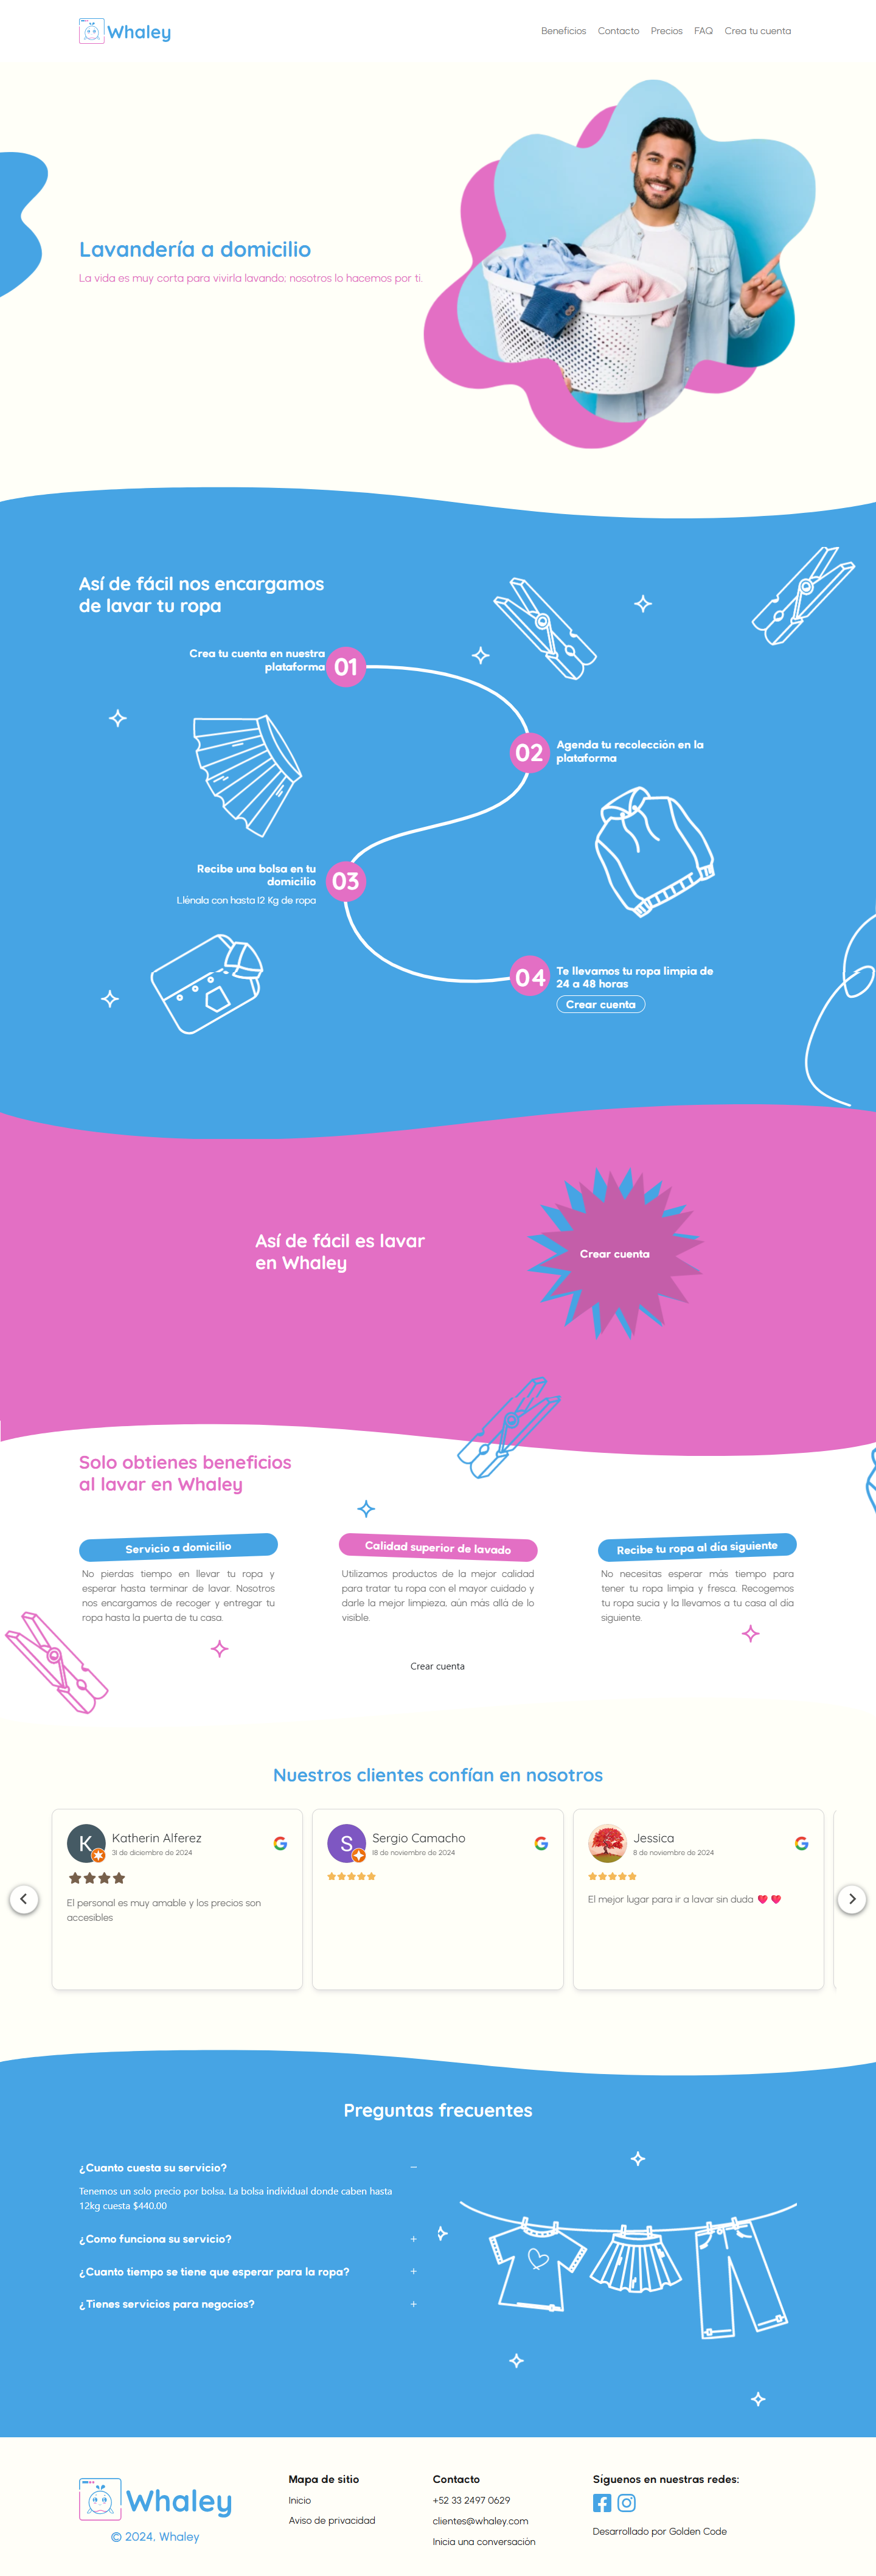 Whaley
Beneficios
Contacto
Precios
FAQ
Crea tu cuenta
Lavandería a domicilio
La vida es muy corta para vivirla lavando; nosotros lo hacemos por ti.
Así de fácil nos encargamos
de lavar tu ropa
Crea tu cuenta en nuestra
plataforma
01
02
Agenda tu recolección en la
plataforma
Recibe una bolsa en tu
domicilio
Llénala con hasta 12 Kg de ropa
03
04
Te llevamos tu ropa limpia de
24 a 48 horas
Crear cuenta
Así de fácil es lavar
en Whaley
Crear cuenta
Solo obtienes beneficios
al lavar en Whaley
Servicio a domicilio
No pierdas tiempo en llevar tu ropa y
esperar hasta terminar de lavar. Nosotros
nos encargamos de recoger y entregar tu
ropa hasta la puerta de tu casa.
Calidad superior de lavado
Utilizamos productos de la mejor calidad
para tratar tu ropa con el mayor cuidado y
darle la mejor limpieza, aún más allá de lo
visible.
Recibe tu ropa al dia siguiente
No necesitas esperar más tiempo para
tener tu ropa limpia y fresca. Recogemos
tu ropa sucia y la llevamos a tu casa al día
siguiente.
Crear cuenta
Nuestros clientes confían en nosotros
K
Katherin Alferez
31 de diciembre de 2024
El personal es muy amable y los precios son
accesibles
S
Sergio Camacho
18 de noviembre de 2024
Jessica
8 de noviembre de 2024
El mejor lugar para ir a lavar sin duda ❤️❤️
Preguntas frecuentes
¿Cuanto cuesta su servicio?
Tenemos un solo precio por bolsa. La bolsa individual donde caben hasta
12kg cuesta $440.00
¿Como funciona su servicio?
¿Cuanto tiempo se tiene que esperar para la ropa?
¿Tienes servicios para negocios?
Whaley
© 2024, Whaley
Mapa de sitio
Inicio
Aviso de privacidad
Contacto
+52 33 2497 0629
clientes@whaley.com
Inicia una conversación
Síguenos en nuestras redes:
Desarrollado por Golden Code